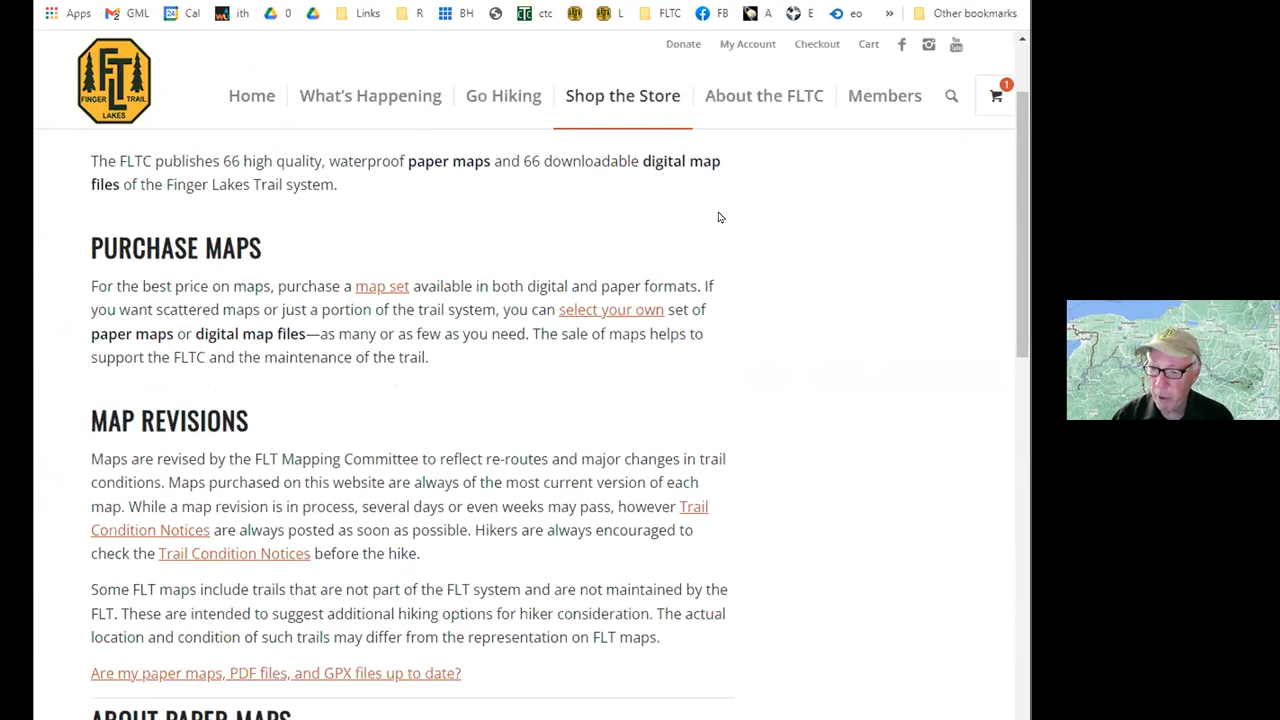 Apps GML Cal ith 0 Links R BH ctc L FLTC FB A E eo » Other bookmarks
Donate My Account Checkout Cart
FLT
FINGER TRAIL
LAKES
Home What's Happening Go Hiking Shop the Store About the FLTC Members 1
The FLTC publishes 66 high quality, waterproof paper maps and 66 downloadable digital map
files of the Finger Lakes Trail system.
PURCHASE MAPS
For the best price on maps, purchase a map set available in both digital and paper formats. If
you want scattered maps or just a portion of the trail system, you can select your own set of
paper maps or digital map files—as many or as few as you need. The sale of maps helps to
support the FLTC and the maintenance of the trail.
MAP REVISIONS
Maps are revised by the FLT Mapping Committee to reflect re-routes and major changes in trail
conditions. Maps purchased on this website are always of the most current version of each
map. While a map revision is in process, several days or even weeks may pass, however Trail
Condition Notices are always posted as soon as possible. Hikers are always encouraged to
check the Trail Condition Notices before the hike.
Some FLT maps include trails that are not part of the FLT system and are not maintained by the
FLT. These are intended to suggest additional hiking options for hiker consideration. The actual
location and condition of such trails may differ from the representation on FLT maps.
Are my paper maps, PDF files, and GPX files up to date?
ABOUT PAPER MAPS